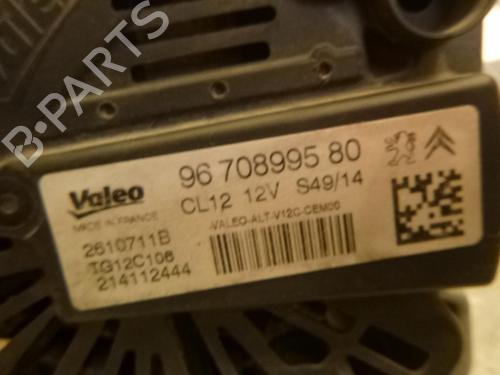 B-PARTS
Valeo
MADE IN FRANCE
96 708995 80
CL12 12V S49/14
-VALEO-ALT-V12C-CEM00
2610711B
TG12C106
214112444